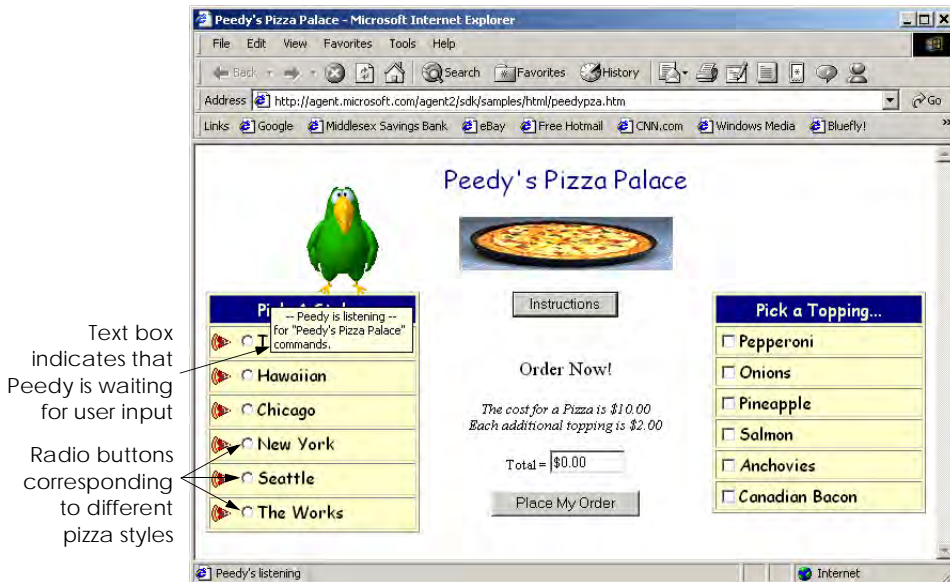 Peedy's Pizza Palace - Microsoft Internet Explorer
File Edit View Favorites Tools Help
Back Search Favorites History
Address http://agent.microsoft.com/agent2/sdk/samples/html/peedypza.htm Go
Links Google Middlesex Savings Bank eBay Free Hotmail CNN.com Windows Media Bluefly! »
Peedy's Pizza Palace
-- Peedy is listening --
for "Peedy's Pizza Palace"
commands.
Hawaiian
Chicago
New York
Seattle
The Works
Instructions
Order Now!
The cost for a Pizza is $10.00
Each additional topping is $2.00
Total = $0.00
Place My Order
Pick a Topping...
Pepperoni
Onions
Pineapple
Salmon
Anchovies
Canadian Bacon
Peedy's listening Internet
Text box
indicates that
Peedy is waiting
for user input
Radio buttons
corresponding
to different
pizza styles